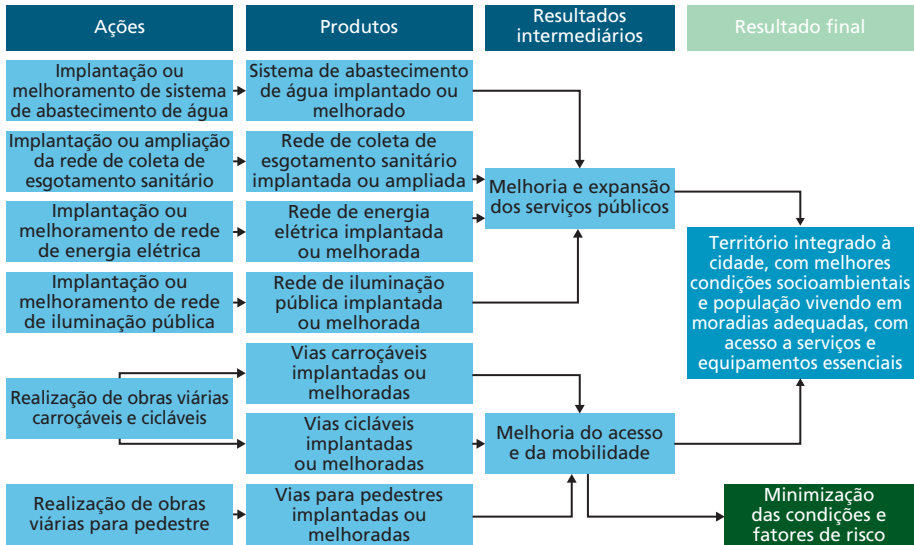 Ações
Produtos
Resultados
intermediários
Resultado final
Implantação ou
melhoramento de sistema
de abastecimento de água
Sistema de abastecimento
de água implantado ou
melhorado
Implantação ou ampliação
da rede de coleta de
esgotamento sanitário
Rede de coleta de
esgotamento sanitário
implantada ou ampliada
Melhoria e expansão
dos serviços públicos
Implantação ou
melhoramento de rede
de energia elétrica
Rede de energia
elétrica implantada
ou melhorada
Território integrado à
cidade, com melhores
condições socioambientais
e população vivendo em
moradias adequadas, com
acesso a serviços e
equipamentos essenciais
Implantação ou
melhoramento de rede
de iluminação pública
Rede de iluminação
pública implantada
ou melhorada
Realização de obras viárias
carroçáveis e cicláveis
Vias carroçáveis
implantadas ou
melhoradas
Vias cicláveis
implantadas
ou melhoradas
Melhoria do acesso
e da mobilidade
Realização de obras
viárias para pedestre
Vias para pedestres
implantadas ou
melhoradas
Minimização
das condições e
fatores de risco